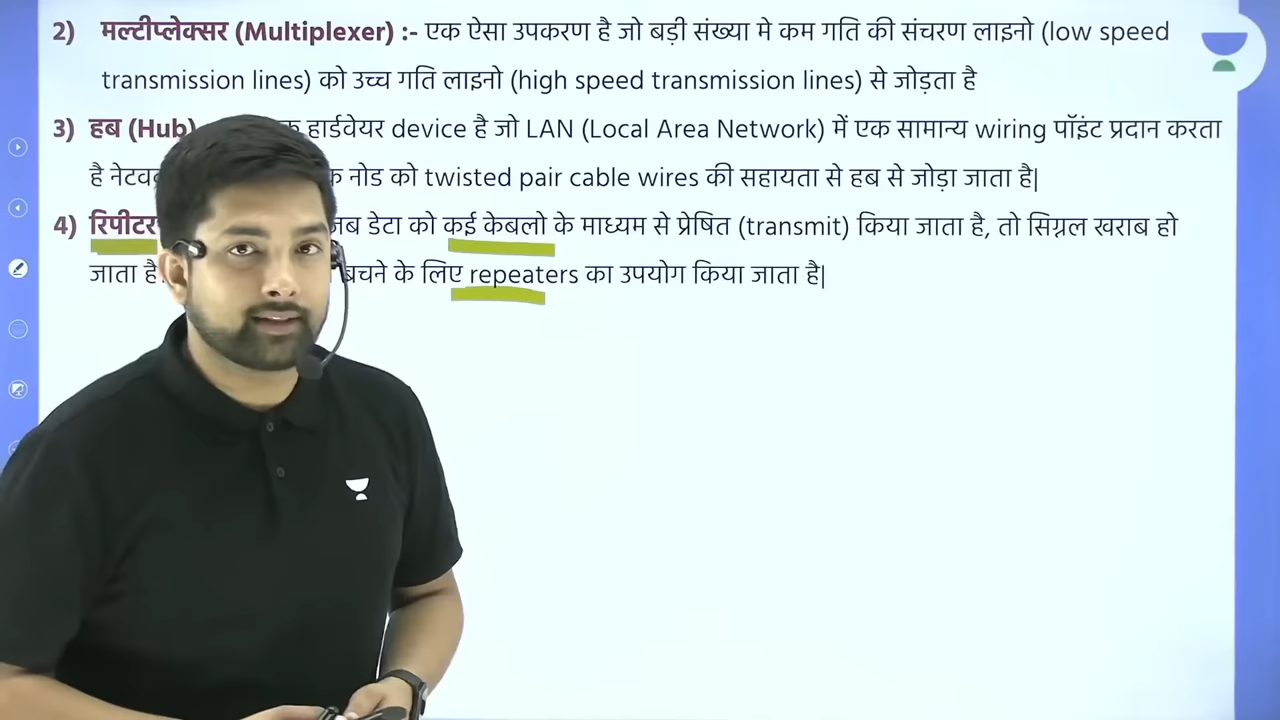 2) मल्टीप्लेक्सर (Multiplexer) :- एक ऐसा उपकरण है जो बड़ी संख्या मे कम गति की संचरण लाइनो (low speed
transmission lines) को उच्च गति लाइनो (high speed transmission lines) से जोड़ता है
3) हब (Hub) हार्डवेयर device है जो LAN (Local Area Network) में एक सामान्य wiring पॉइंट प्रदान करता
है नोड को twisted pair cable wires की सहायता से हब से जोड़ा जाता है|
4) रिपीटर जब डेटा को कई केबलो के माध्यम से प्रेषित (transmit) किया जाता है, तो सिग्नल खराब हो
जाता है बचने के लिए repeaters का उपयोग किया जाता है|